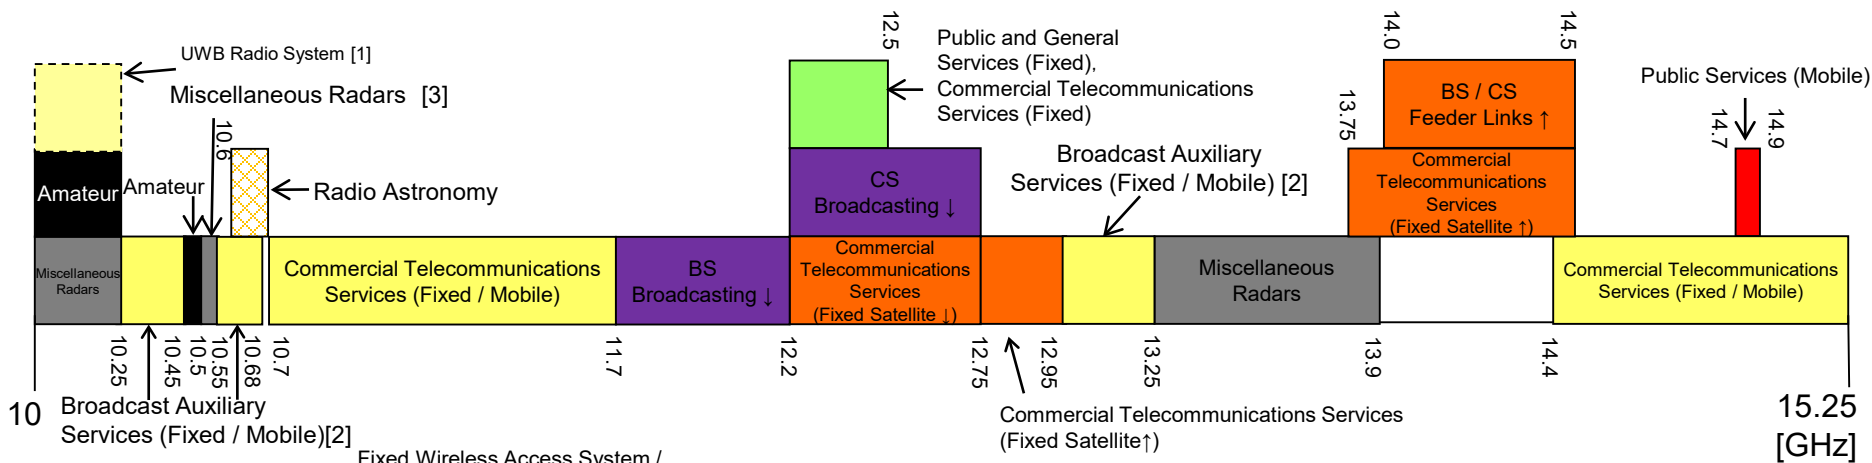 UWB Radio System [1]
Miscellaneous Radars [3]
10.6
Amateur
Amateur
Radio Astronomy
12.5
Public and General
Services (Fixed),
Commercial Telecommunications
Services (Fixed)
CS
Broadcasting ↓
Broadcast Auxiliary
Services (Fixed / Mobile) [2]
13.75
14.0
14.5
BS / CS
Feeder Links ↑
Commercial
Telecommunications
Services
(Fixed Satellite ↑)
Public Services (Mobile)
14.7
14.9
Miscellaneous
Radars
Commercial Telecommunications
Services (Fixed / Mobile)
BS
Broadcasting ↓
Commercial
Telecommunications
Services
(Fixed Satellite ↓)
Miscellaneous
Radars
Commercial Telecommunications
Services (Fixed / Mobile)
10.25
10.45
10.5
10.55
10.68
10.7
11.7
12.2
12.75
12.95
13.25
13.9
14.4
10
Broadcast Auxiliary
Services (Fixed / Mobile)[2]
Commercial Telecommunications Services
(Fixed Satellite↑)
15.25
[GHz]
Fixed Wireless Access System /